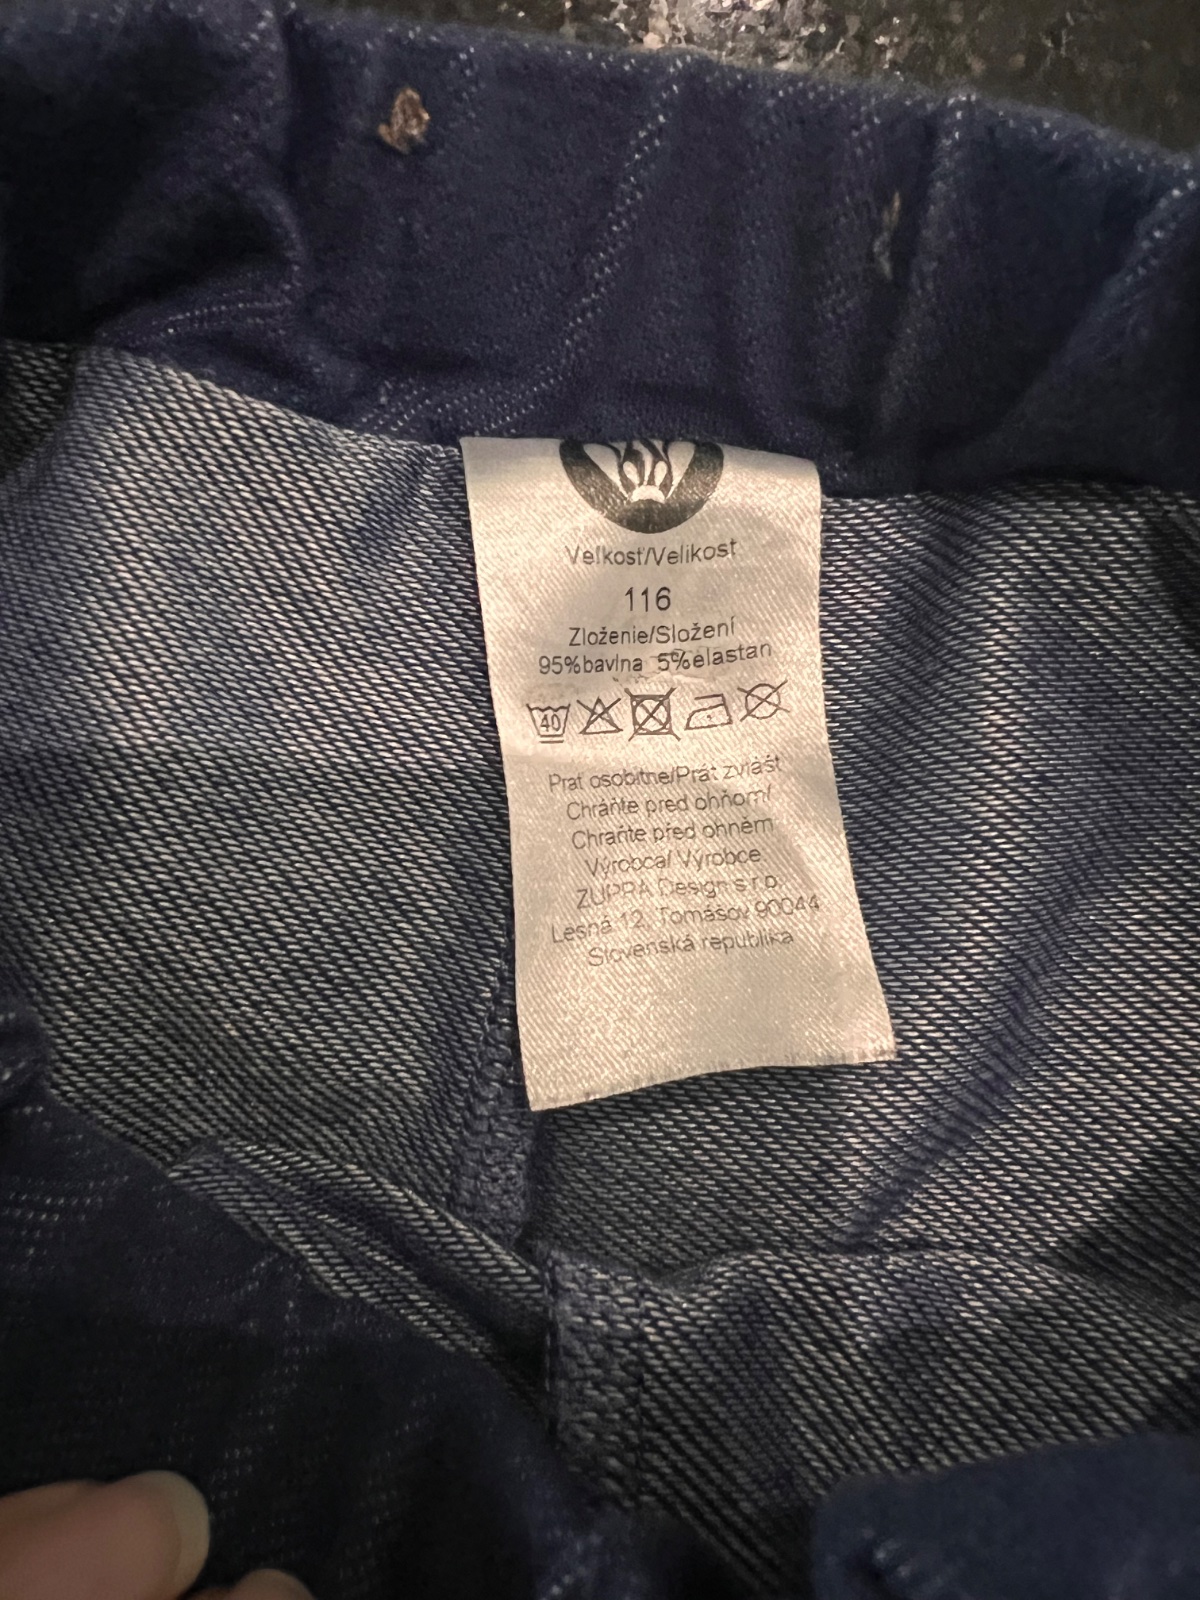 Veľkosť/Velikost
116
Zloženie/Složení
95%bavlna 5%elastan
40
Prať osobitne/Prát zvlášť
Chráňte pred ohňom/
Chraňte před ohněm
Výrobca/ Výrobce
ZUPPA Design s.r.o.
Lesná 12, Tomášov 90044
Slovenská republika